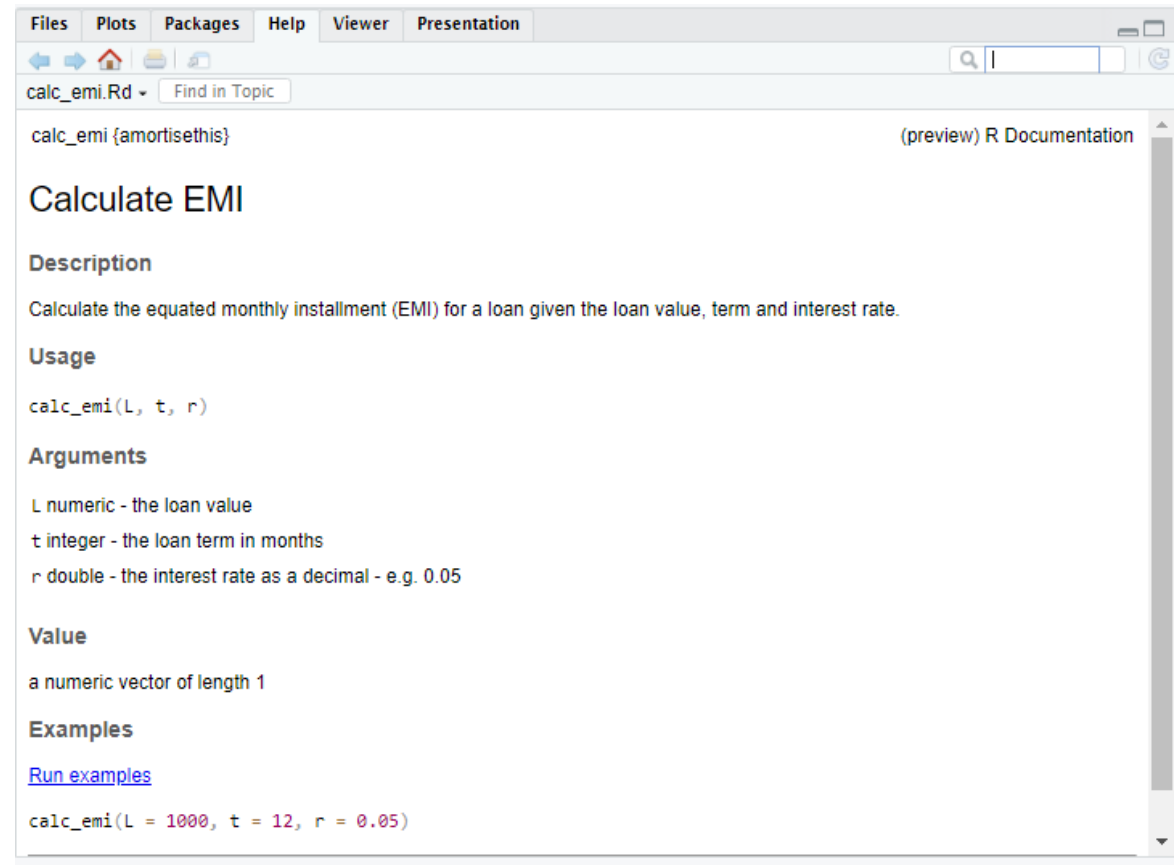 Files Plots Packages Help Viewer Presentation
calc_emi.Rd Find in Topic
calc_emi {amortisethis} (preview) R Documentation
Calculate EMI
Description
Calculate the equated monthly installment (EMI) for a loan given the loan value, term and interest rate.
Usage
calc_emi(L, t, r)
Arguments
L numeric - the loan value
t integer - the loan term in months
r double - the interest rate as a decimal - e.g. 0.05
Value
a numeric vector of length 1
Examples
Run examples
calc_emi(L = 1000, t = 12, r = 0.05)